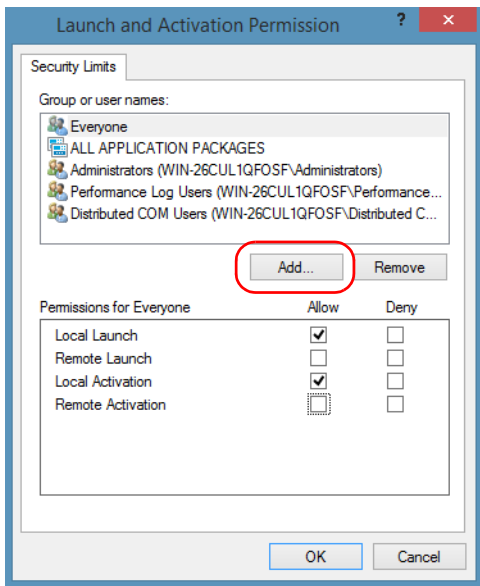 Launch and Activation Permission ? ×
Security Limits
Group or user names:
Everyone
ALL APPLICATION PACKAGES
Administrators (WIN-26CUL1QFOSF\Administrators)
Performance Log Users (WIN-26CUL1QFOSF\Performance...
Distributed COM Users (WIN-26CUL1QFOSF\Distributed C...
Add... Remove
Permissions for Everyone Allow Deny
Local Launch
Remote Launch
Local Activation
Remote Activation
OK Cancel